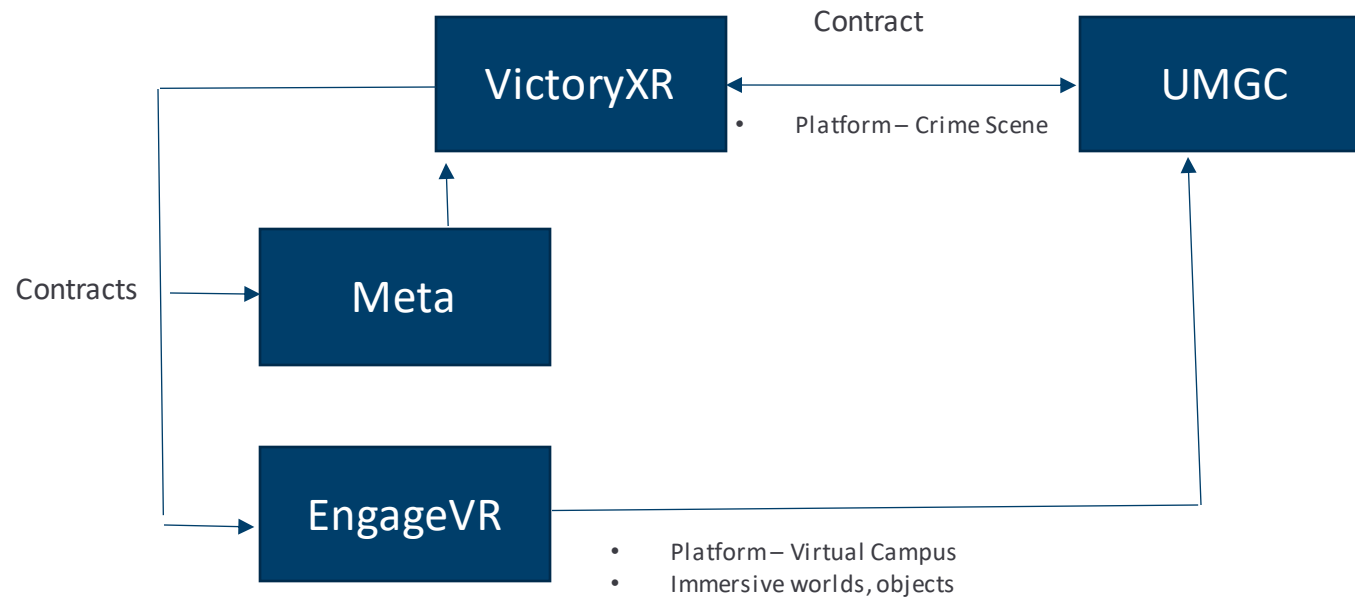 Contract
VictoryXR
UMGC
• Platform – Crime Scene
Meta
Contracts
EngageVR
• Platform – Virtual Campus
• Immersive worlds, objects